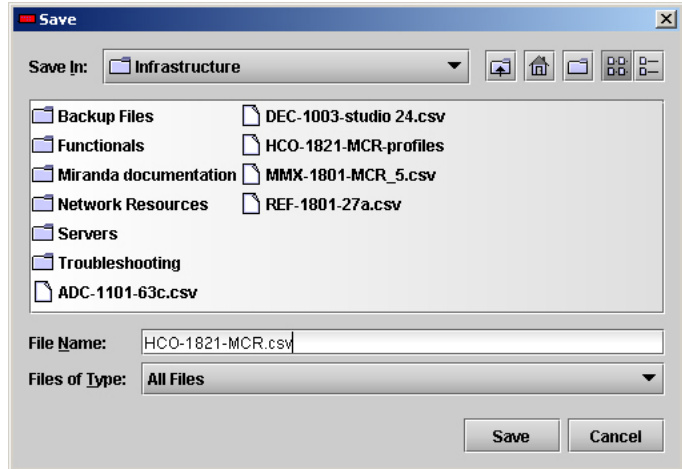 Save
Save In: Infrastructure
Backup Files
Functionals
Miranda documentation
Network Resources
Servers
Troubleshooting
ADC-1101-63c.csv
DEC-1003-studio 24.csv
HCO-1821-MCR-profiles
MMX-1801-MCR_5.csv
REF-1801-27a.csv
File Name: HCO-1821-MCR.csv
Files of Type: All Files
Save Cancel